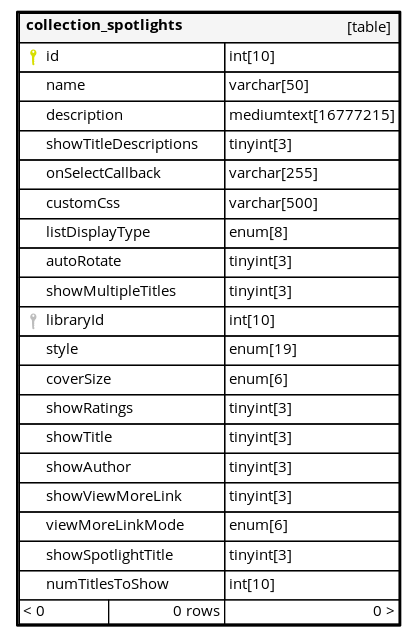 collection_spotlights [table]
id int[10]
name varchar[50]
description mediumtext[16777215]
showTitleDescriptions tinyint[3]
onSelectCallback varchar[255]
customCss varchar[500]
listDisplayType enum[8]
autoRotate tinyint[3]
showMultipleTitles tinyint[3]
libraryId int[10]
style enum[19]
coverSize enum[6]
showRatings tinyint[3]
showTitle tinyint[3]
showAuthor tinyint[3]
showViewMoreLink tinyint[3]
viewMoreLinkMode enum[6]
showSpotlightTitle tinyint[3]
numTitlesToShow int[10]
< 0 0 rows 0 >